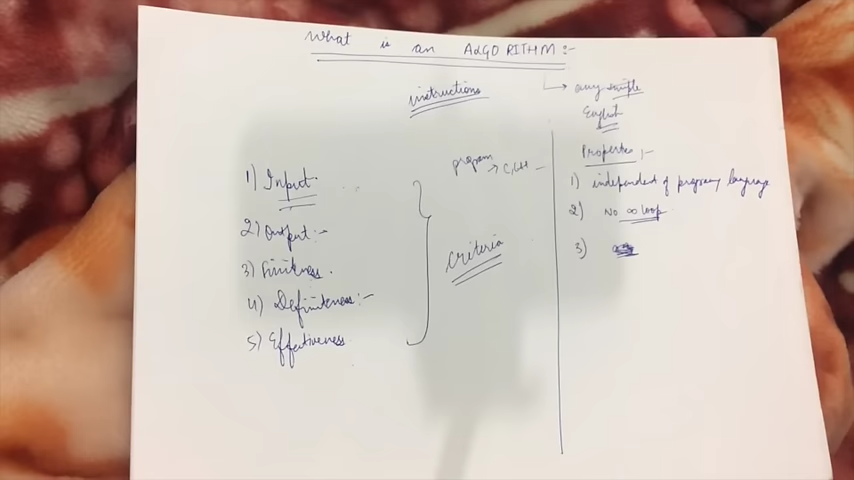 What is an ALGORITHM :-
instructions
→ any simple
English
1) Input.
2) Output :-
3) Finiteness.
4) Definiteness :-
5) Effectiveness
program
→ C, C++ -
criteria
Properties :-
1) independent of programming language
2) No ∞ loop.
3)